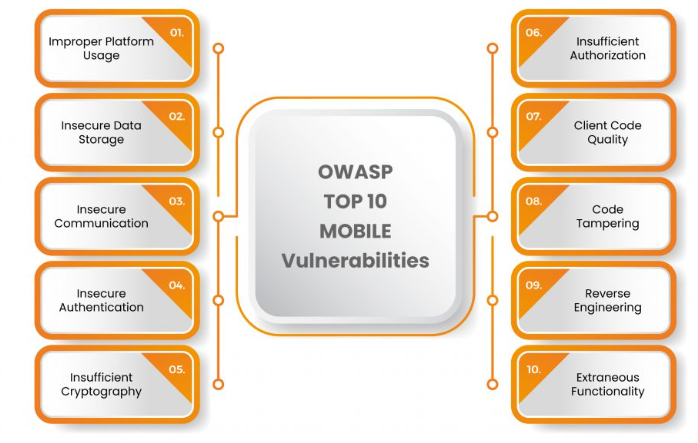 01.
Improper Platform
Usage
02.
Insecure Data
Storage
03.
Insecure
Communication
04.
Insecure
Authentication
05.
Insufficient
Cryptography
OWASP
TOP 10
MOBILE
Vulnerabilities
06.
Insufficient
Authorization
07.
Client Code
Quality
08.
Code
Tampering
09.
Reverse
Engineering
10.
Extraneous
Functionality